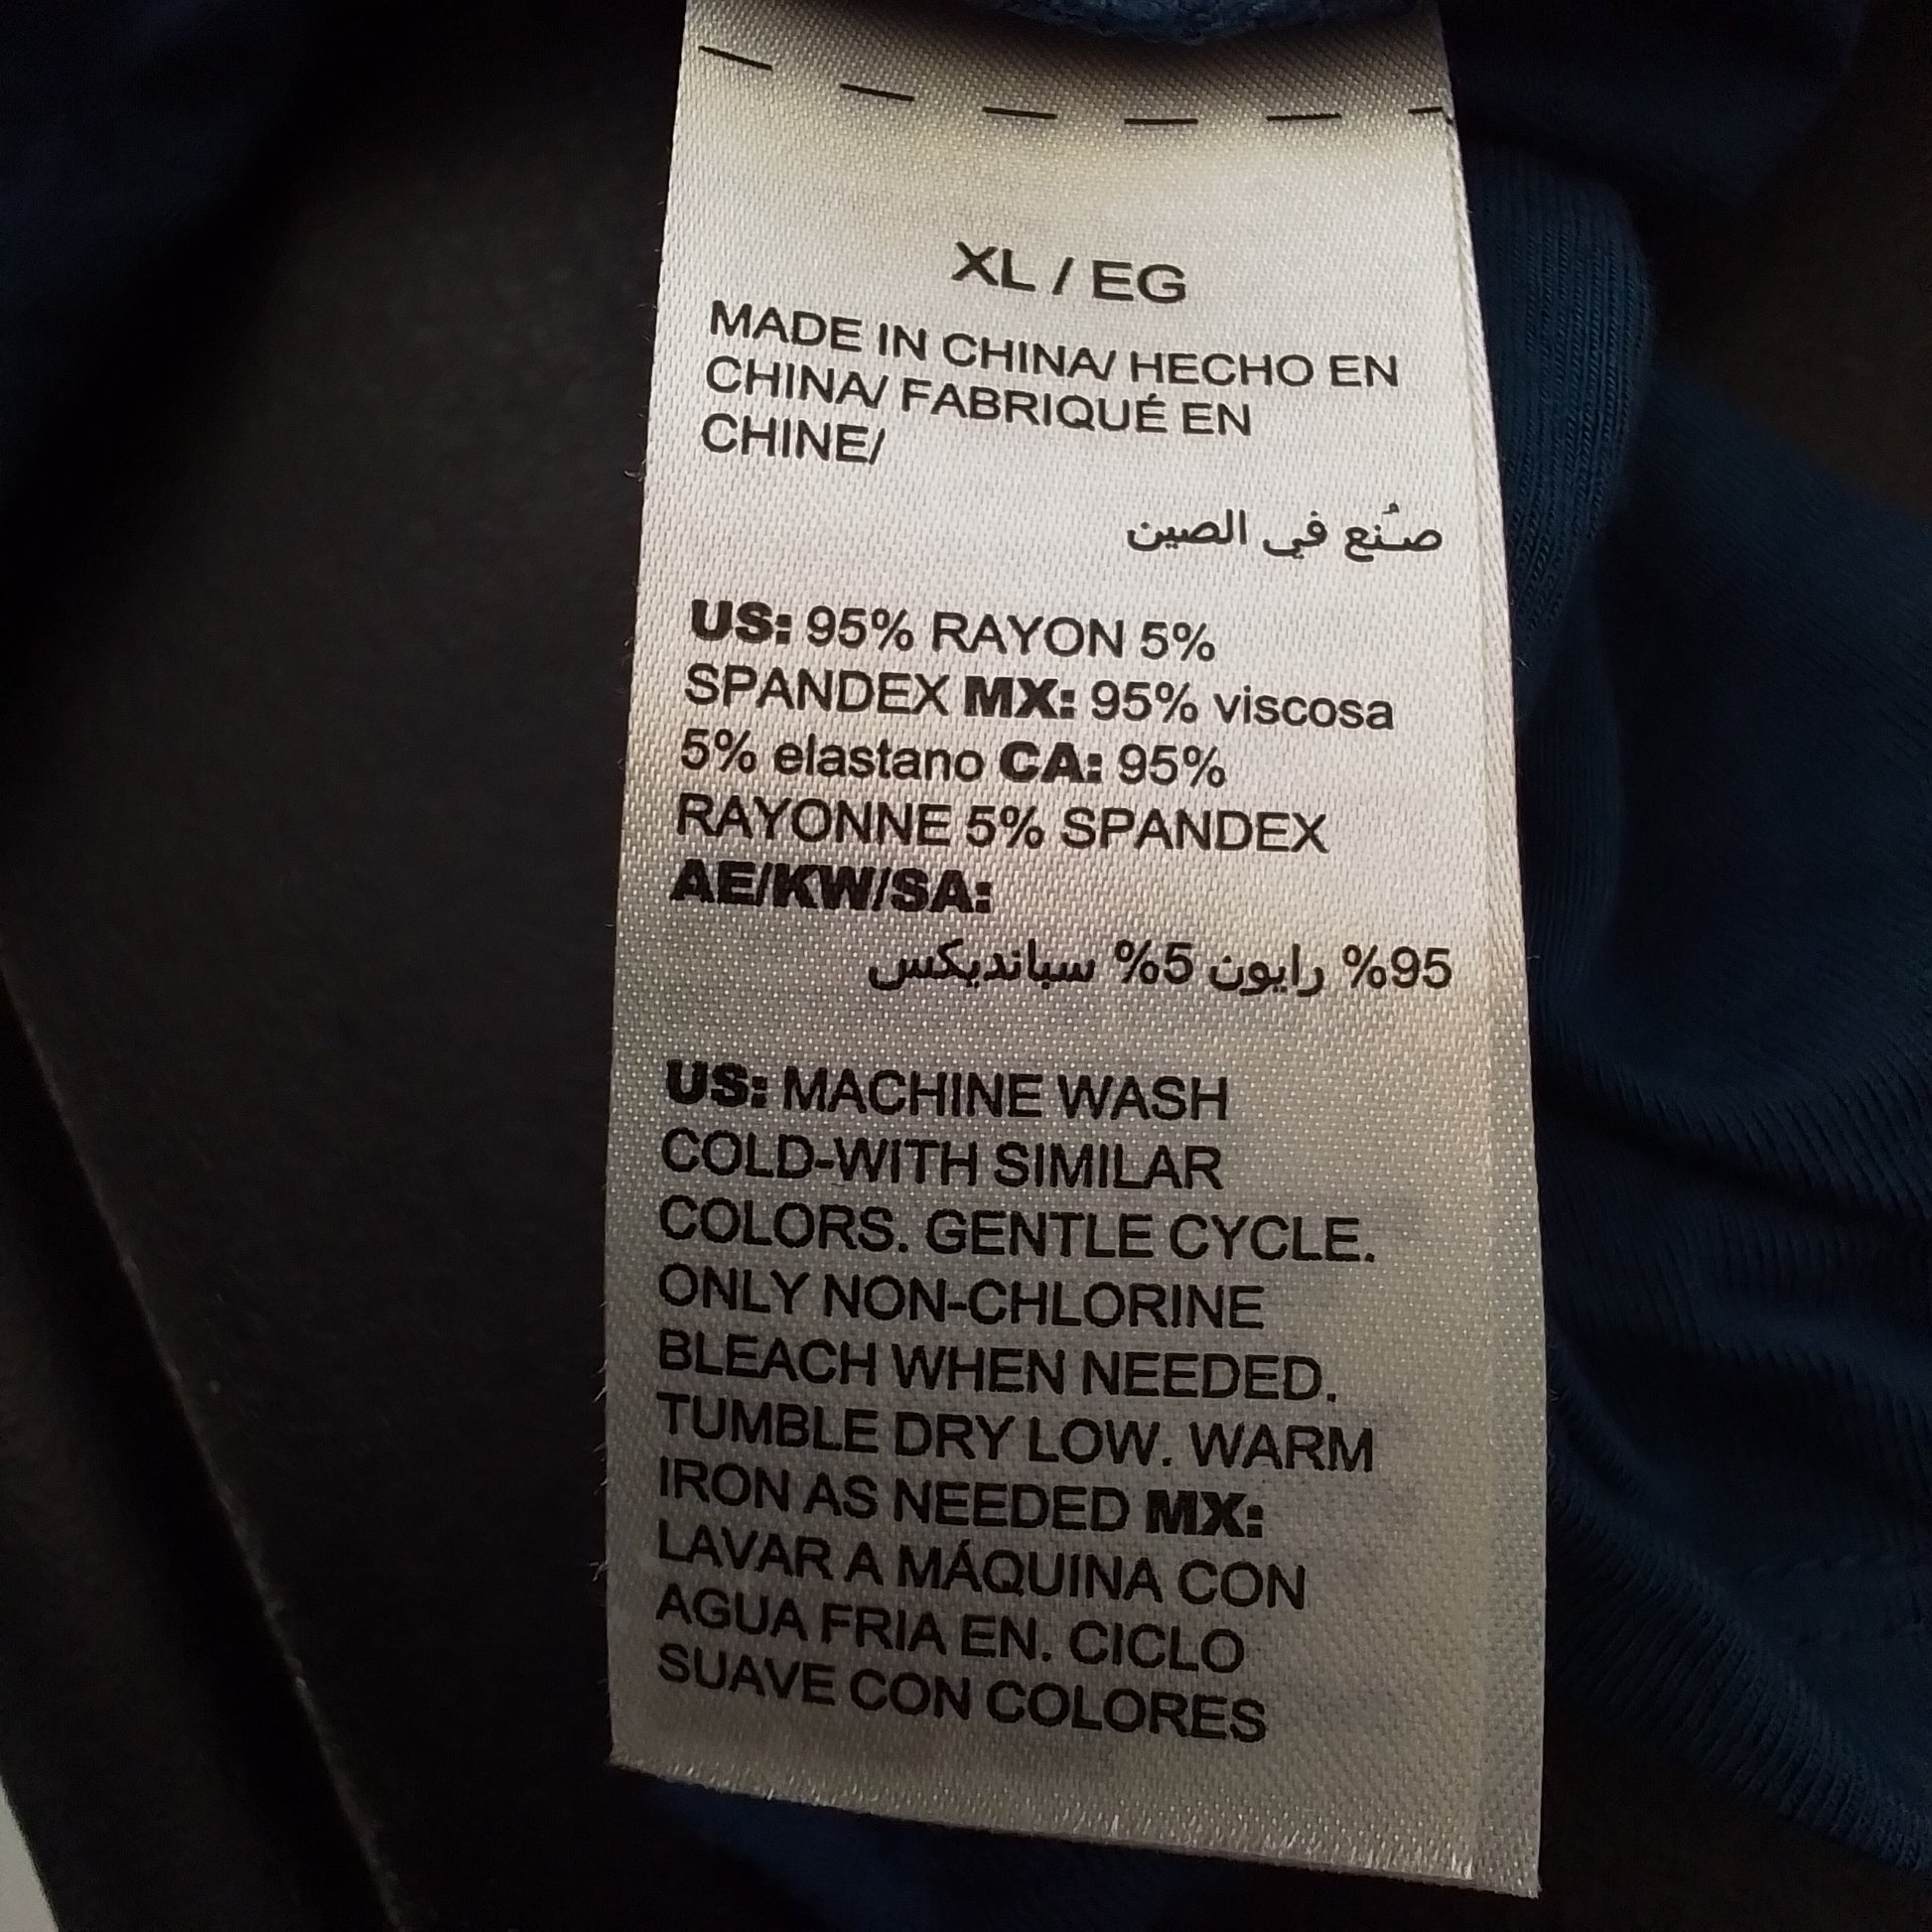 XL / EG
MADE IN CHINA/ HECHO EN
CHINA/ FABRIQUÉ EN
CHINE/
صُنع في الصين
US: 95% RAYON 5%
SPANDEX MX: 95% viscosa
5% elastano CA: 95%
RAYONNE 5% SPANDEX
AE/KW/SA:
95% رايون 5% سبانديكس
US: MACHINE WASH
COLD-WITH SIMILAR
COLORS. GENTLE CYCLE.
ONLY NON-CHLORINE
BLEACH WHEN NEEDED.
TUMBLE DRY LOW. WARM
IRON AS NEEDED MX:
LAVAR A MÁQUINA CON
AGUA FRIA EN. CICLO
SUAVE CON COLORES